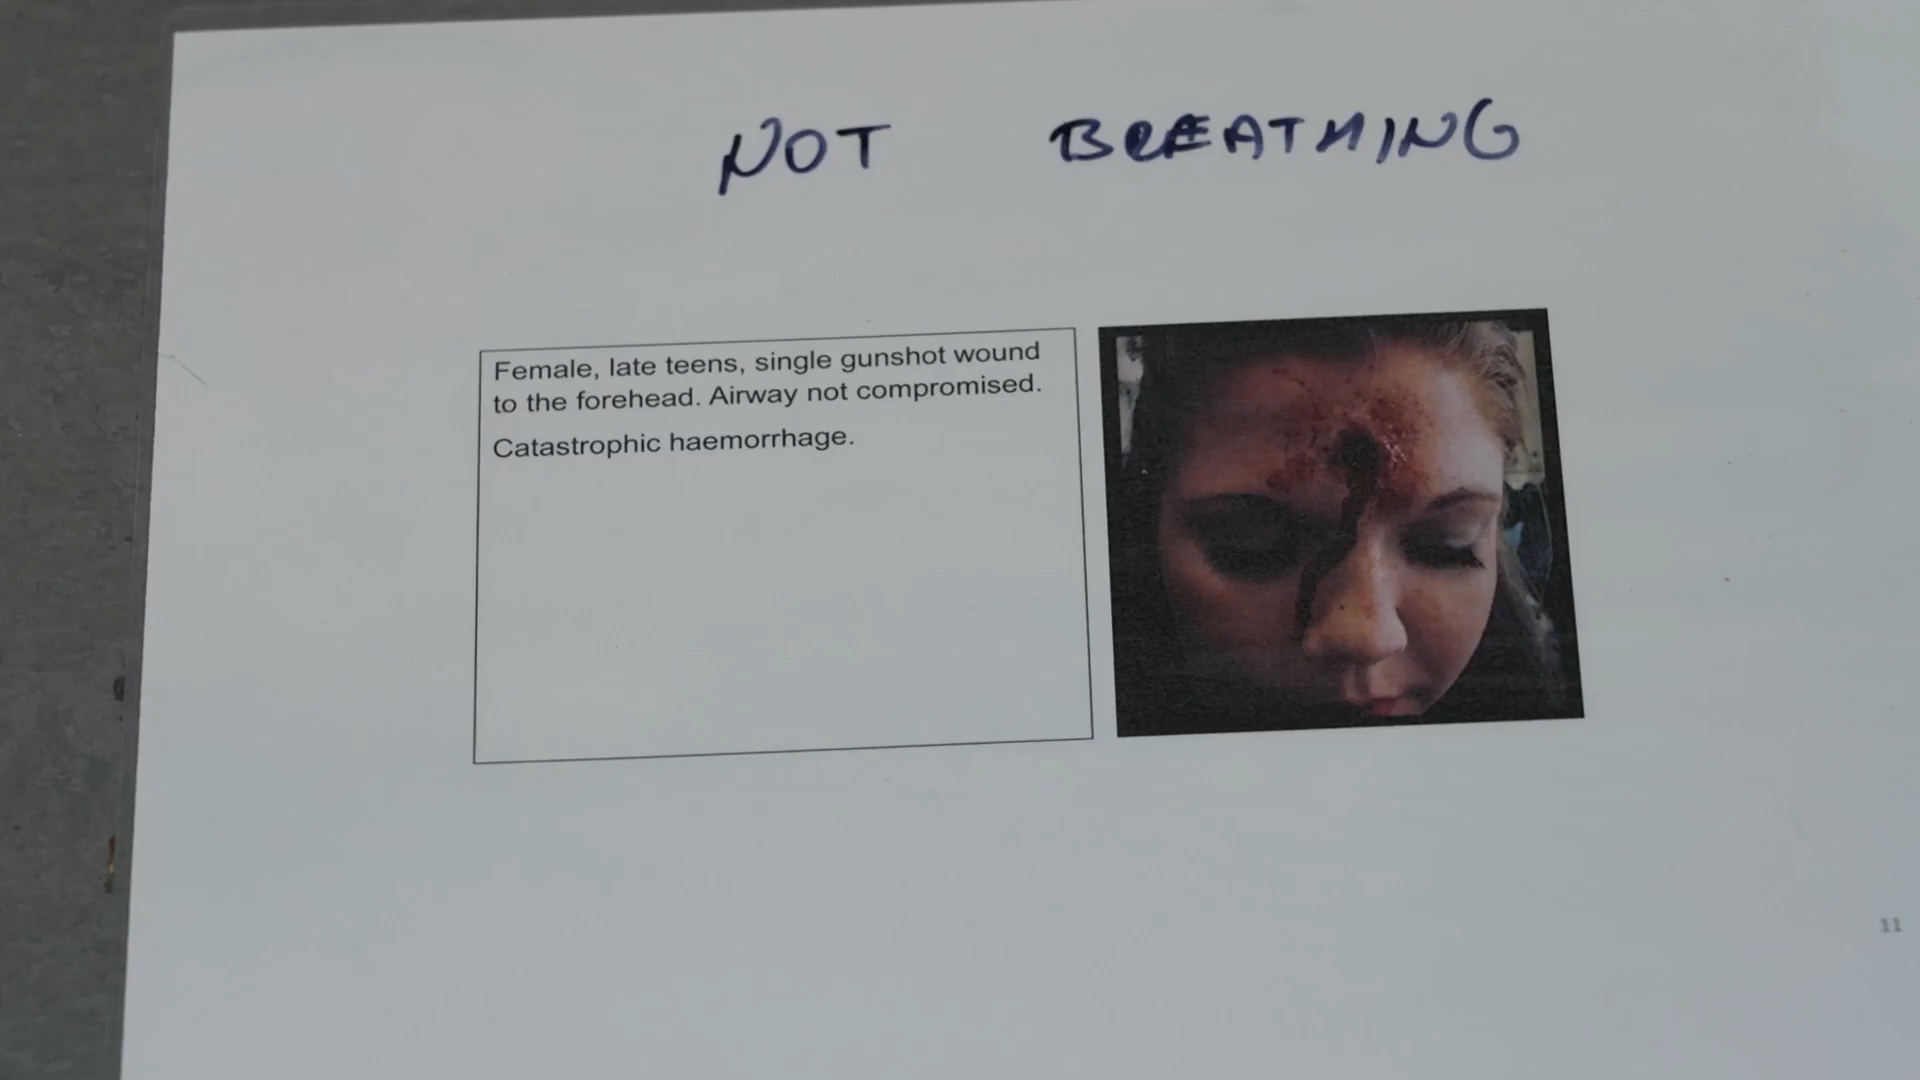 NOT BREATHING
Female, late teens, single gunshot wound
to the forehead. Airway not compromised.
Catastrophic haemorrhage.
11